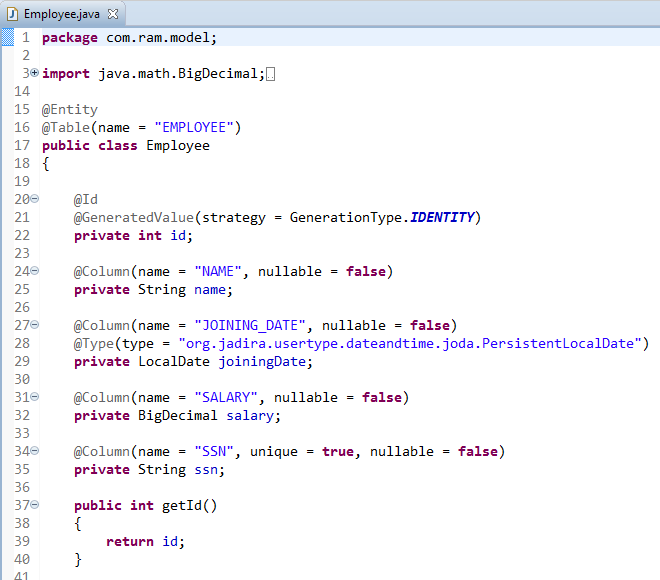 Employee.java
1 package com.ram.model;
2
3 import java.math.BigDecimal;
14
15 @Entity
16 @Table(name = "EMPLOYEE")
17 public class Employee
18 {
19
20 @Id
21 @GeneratedValue(strategy = GenerationType.IDENTITY)
22 private int id;
23
24 @Column(name = "NAME", nullable = false)
25 private String name;
26
27 @Column(name = "JOINING_DATE", nullable = false)
28 @Type(type = "org.jadira.usertype.dateandtime.joda.PersistentLocalDate")
29 private LocalDate joiningDate;
30
31 @Column(name = "SALARY", nullable = false)
32 private BigDecimal salary;
33
34 @Column(name = "SSN", unique = true, nullable = false)
35 private String ssn;
36
37 public int getId()
38 {
39 return id;
40 }
41